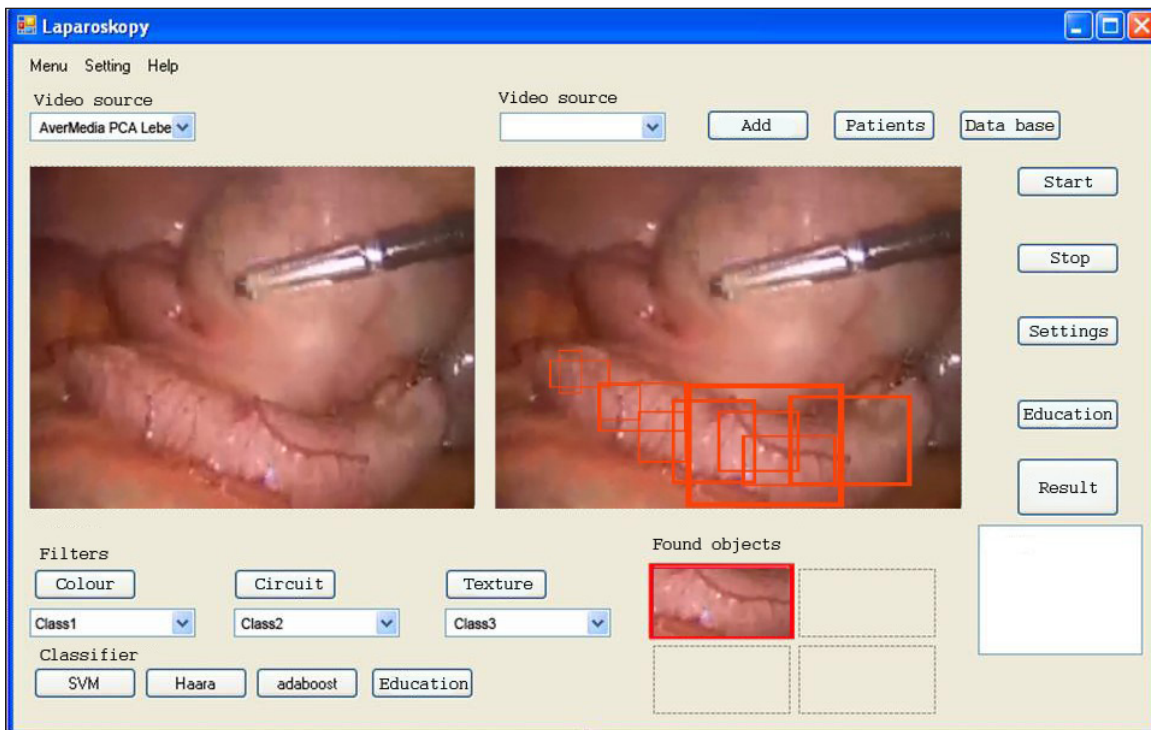 Laparoskopy
Menu Setting Help
Video source
Video source
AverMedia PCA Lebe
Add
Patients
Data base
Start
Stop
Settings
Education
Result
Filters
Found objects
Colour
Circuit
Texture
Class1
Class2
Class3
Classifier
SVM
Haara
adaboost
Education